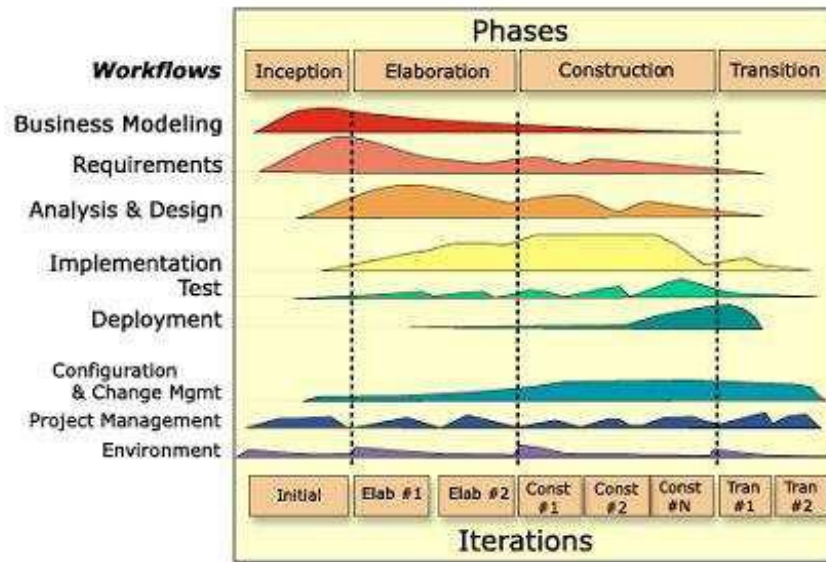 Phases
Workflows
Inception
Elaboration
Construction
Transition
Business Modeling
Requirements
Analysis & Design
Implementation
Test
Deployment
Configuration
& Change Mgmt
Project Management
Environment
Initial
Elab #1
Elab #2
Const
#1
Const
#2
Const
#N
Tran
#1
Tran
#2
Iterations